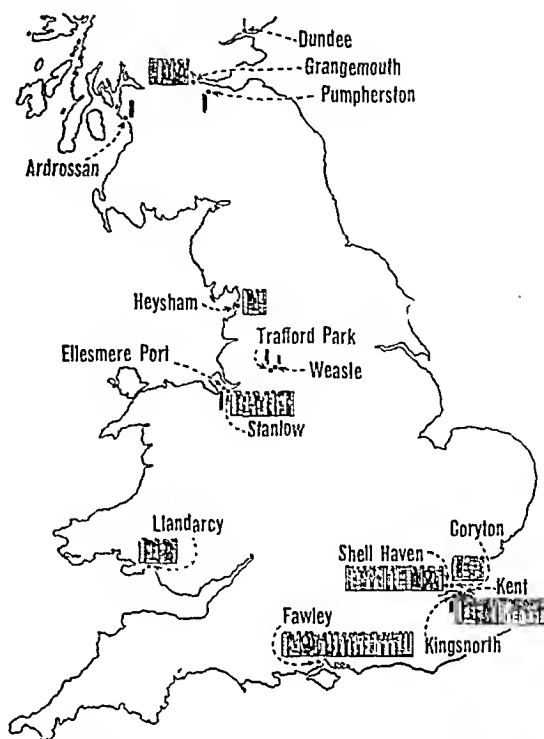 Dundee
Grangemouth
Pumpherston
Ardrossan
Heysham
Trafford Park
Ellesmere Port
Weasle
Stanlow
Llandarcy
Coryton
Shell Haven
Kent
Fawley
Kingsnorth